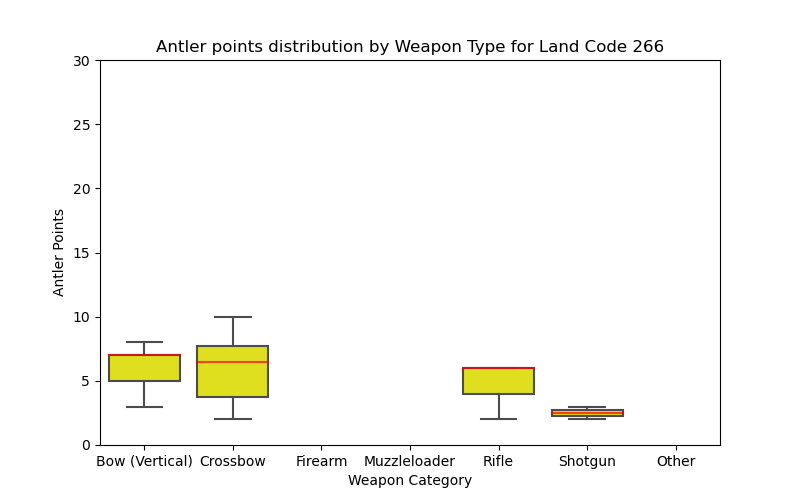 Antler points distribution by Weapon Type for Land Code 266
30
25
20
15
10
5
0
Antler Points
Bow (Vertical) Crossbow Firearm Muzzleloader Rifle Shotgun Other
Weapon Category